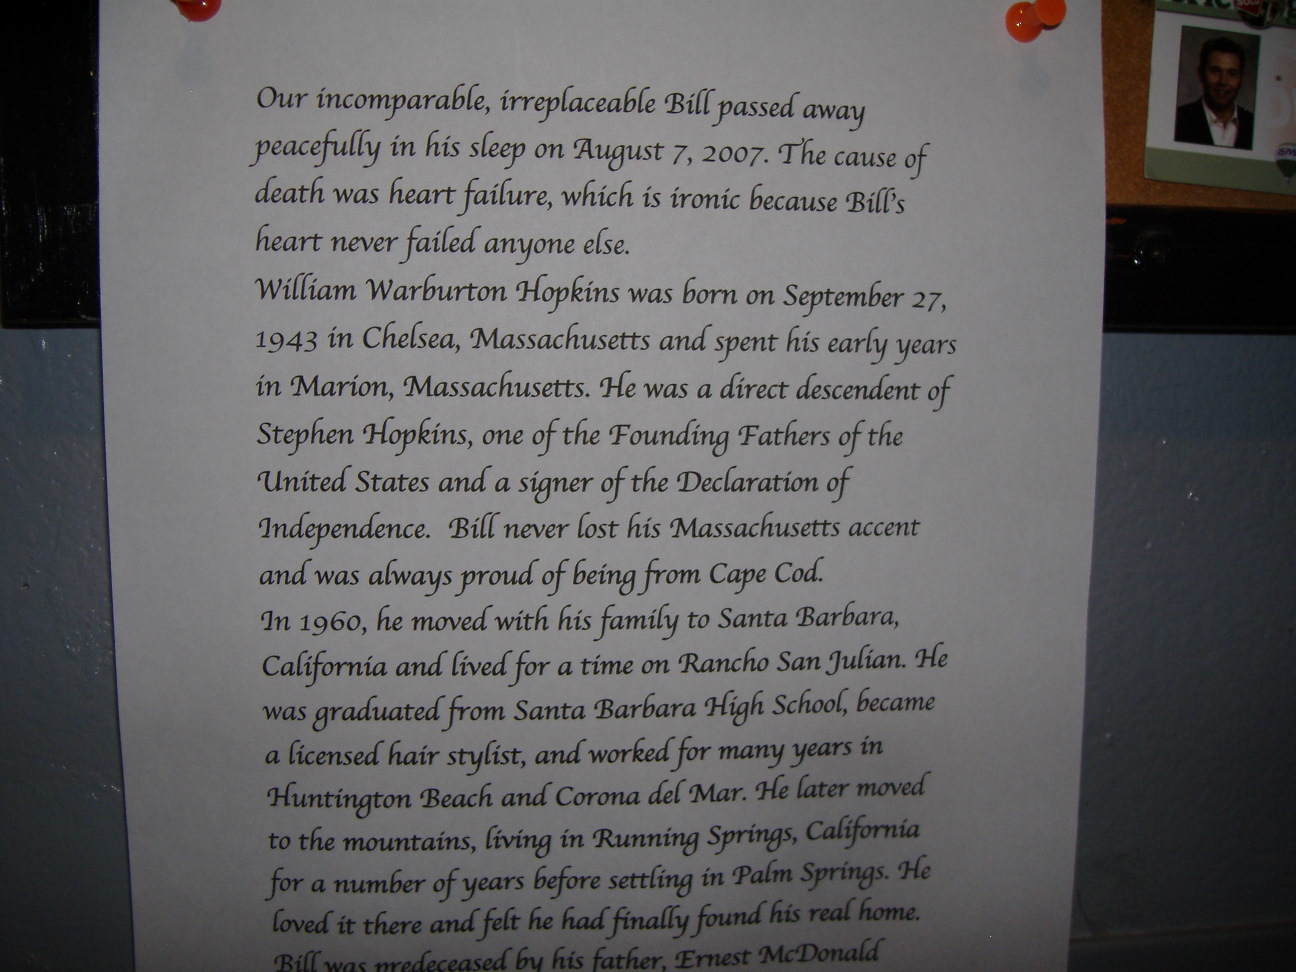 Our incomparable, irreplaceable Bill passed away
peacefully in his sleep on August 7, 2007. The cause of
death was heart failure, which is ironic because Bill's
heart never failed anyone else.
William Warburton Hopkins was born on September 27,
1943 in Chelsea, Massachusetts and spent his early years
in Marion, Massachusetts. He was a direct descendent of
Stephen Hopkins, one of the Founding Fathers of the
United States and a signer of the Declaration of
Independence.  Bill never lost his Massachusetts accent
and was always proud of being from Cape Cod.
In 1960, he moved with his family to Santa Barbara,
California and lived for a time on Rancho San Julian. He
was graduated from Santa Barbara High School, became
a licensed hair stylist, and worked for many years in
Huntington Beach and Corona del Mar. He later moved
to the mountains, living in Running Springs, California
for a number of years before settling in Palm Springs. He
loved it there and felt he had finally found his real home.
Bill was predeceased by his father, Ernest McDonald